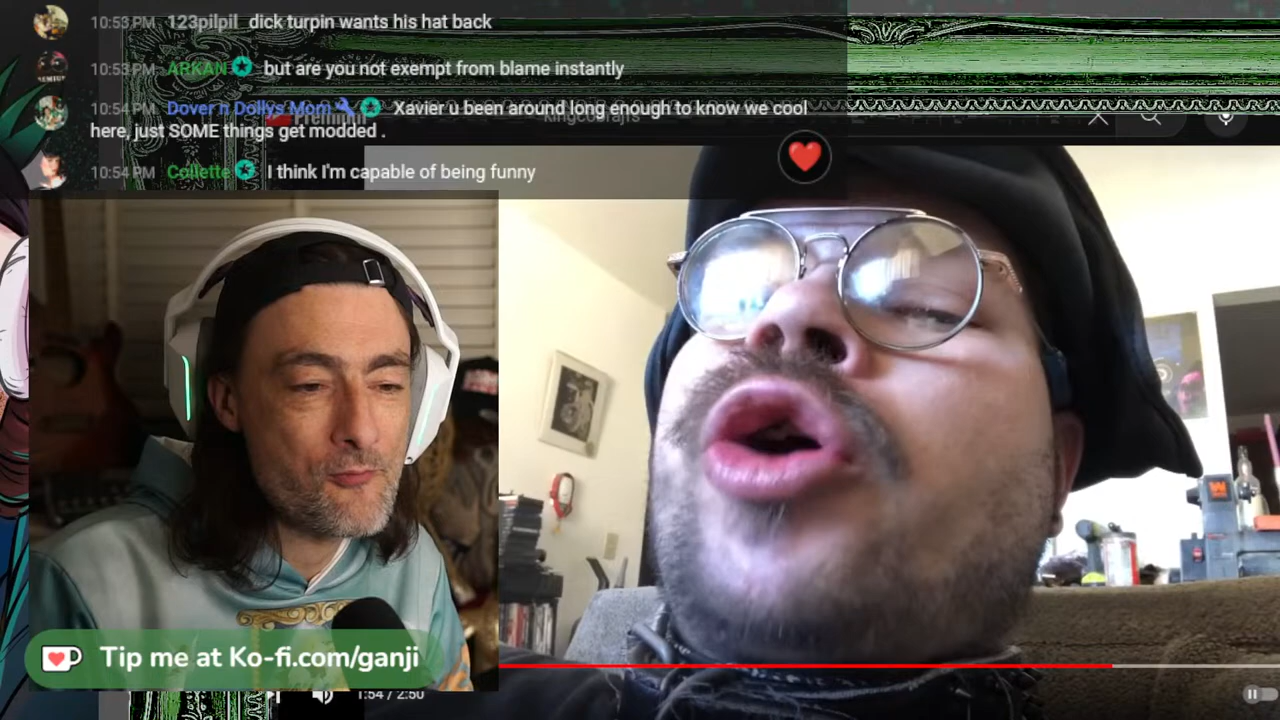 10:53 PM 123pilpil dick turpin wants his hat back
10:53 PM ARKAN but are you not exempt from blame instantly
10:54 PM Dover n Dollys Mom Xavier u been around long enough to know we cool
here, just SOME things get modded .
Premium kingcobrajfs
10:54 PM Collette I think I'm capable of being funny
Tip me at Ko-fi.com/ganji
1:54 / 2:50